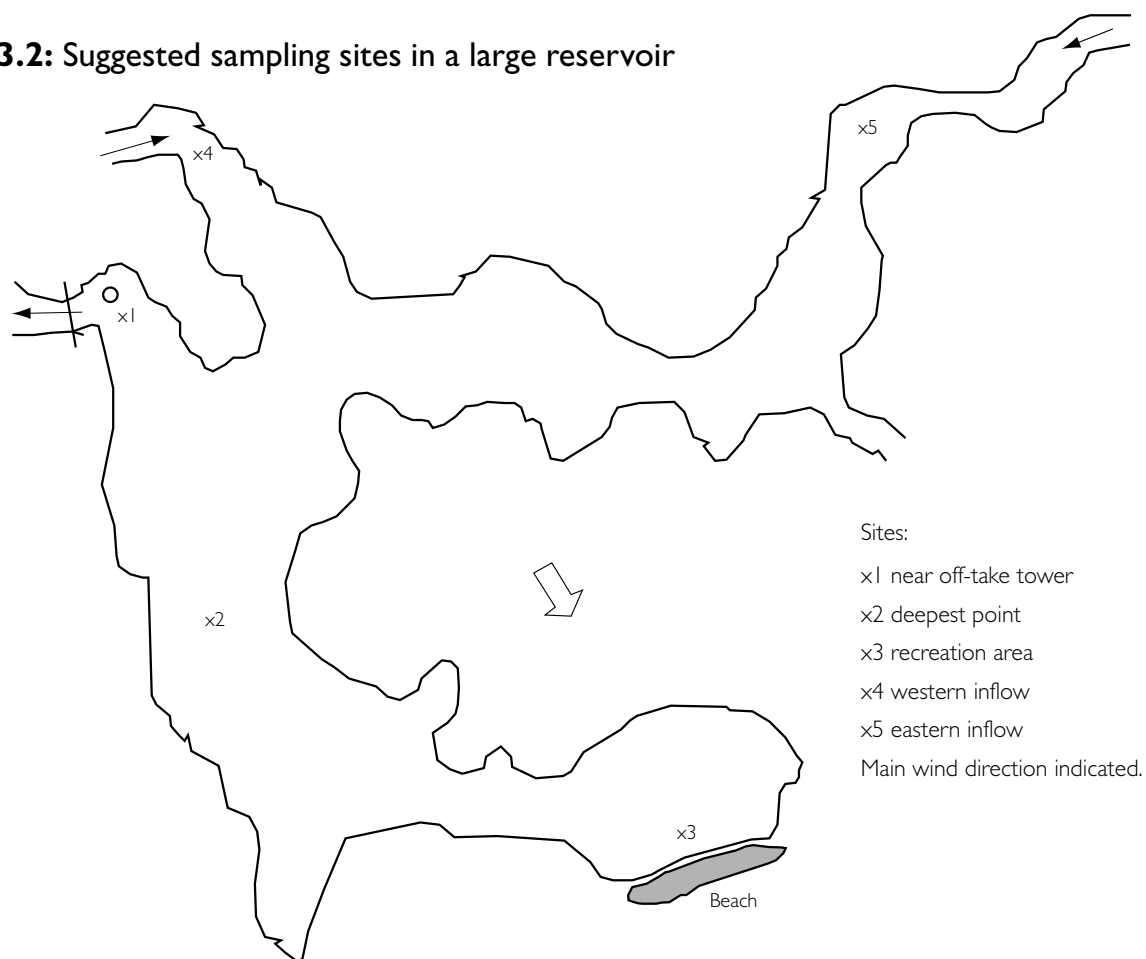 3.2: Suggested sampling sites in a large reservoir
x5
x4
x1
x2
Sites:
x1 near off-take tower
x2 deepest point
x3 recreation area
x4 western inflow
x5 eastern inflow
Main wind direction indicated.
x3
Beach